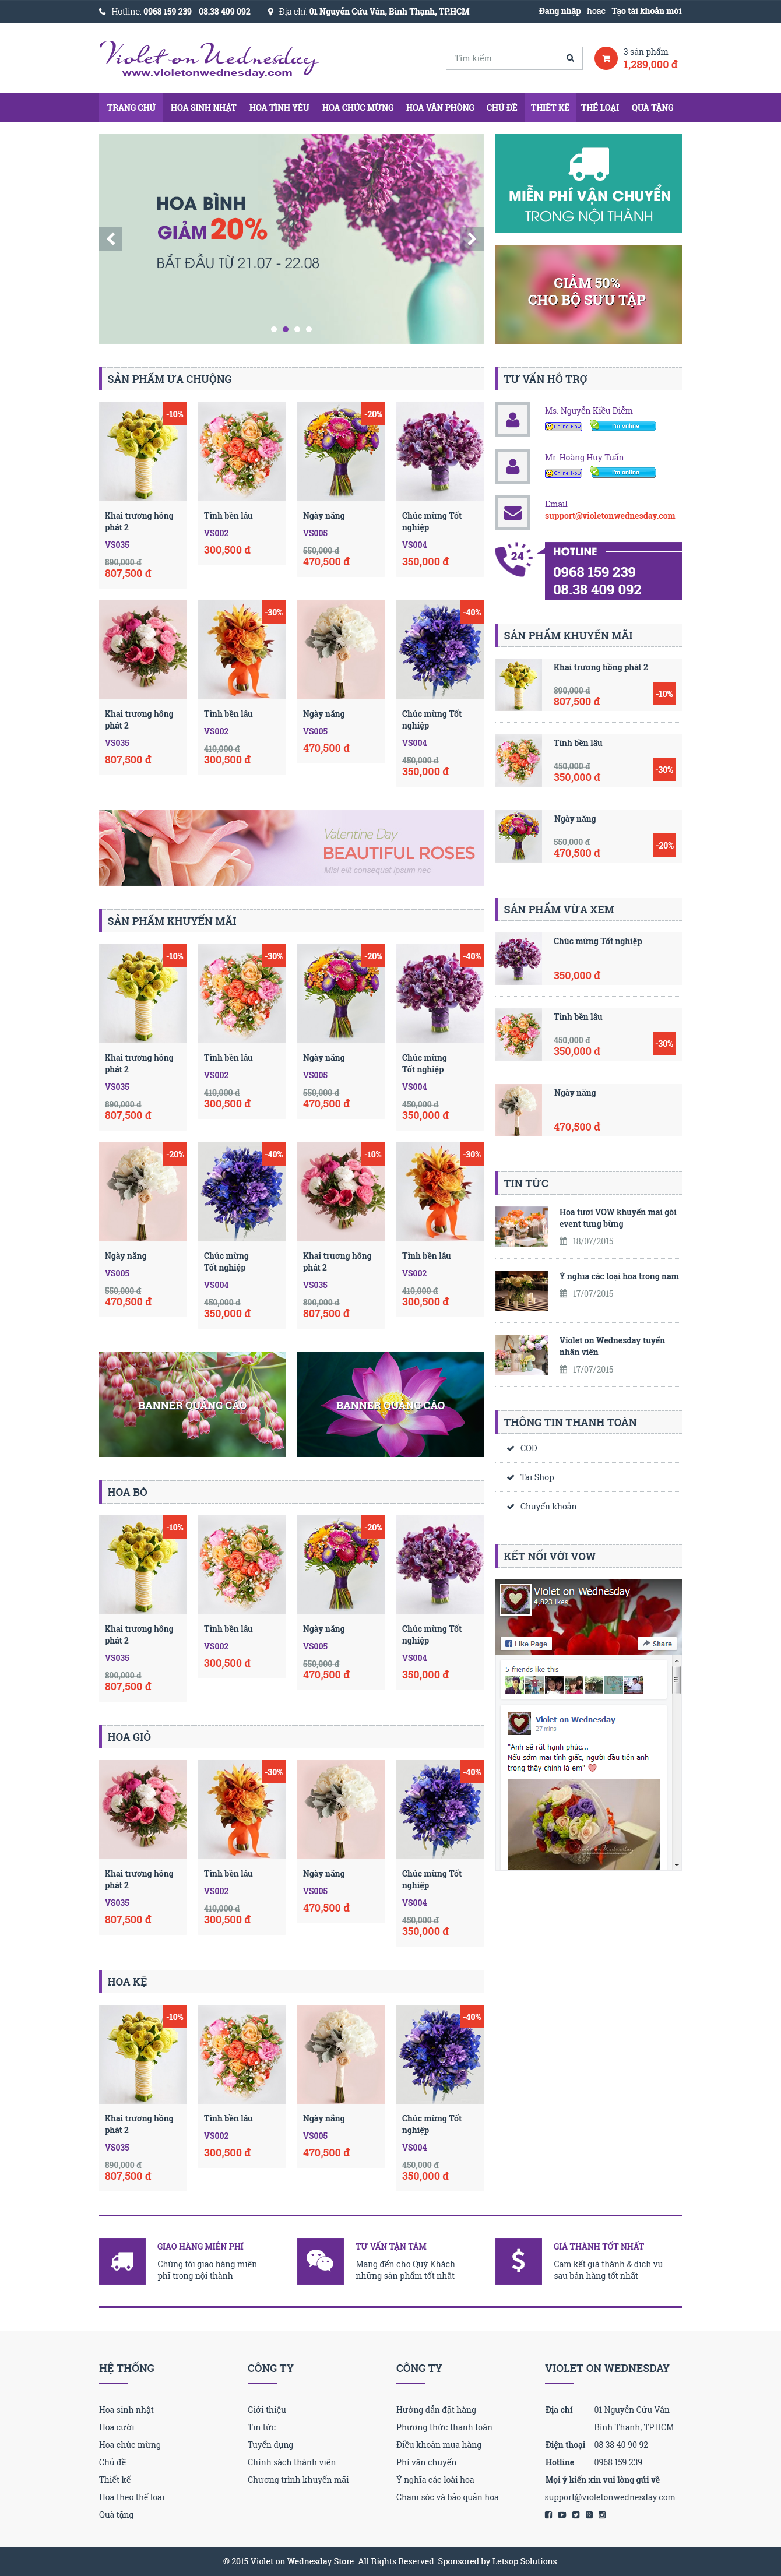 Hotline: 0968 159 239 - 08.38 409 092
Địa chỉ: 01 Nguyễn Cửu Vân, Bình Thạnh, TP.HCM
Đăng nhập hoặc Tạo tài khoản mới
Violet on Wednesday
www.violetonwednesday.com
Tìm kiếm...
3 sản phẩm
1,289,000 đ
TRANG CHỦ HOA SINH NHẬT HOA TÌNH YÊU HOA CHÚC MỪNG HOA VĂN PHÒNG CHỦ ĐỀ THIẾT KẾ THỂ LOẠI QUÀ TẶNG
HOA BÌNH
GIẢM 20%
BẮT ĐẦU TỪ 21.07 - 22.08
MIỄN PHÍ VẬN CHUYỂN
TRONG NỘI THÀNH
GIẢM 50%
CHO BỘ SƯU TẬP
SẢN PHẨM ƯA CHUỘNG
-10%
Khai trương hồng
phát 2
VS035
890,000 đ
807,500 đ
Tình bền lâu
VS002
300,500 đ
-20%
Ngày nắng
VS005
550,000 đ
470,500 đ
Chúc mừng Tốt
nghiệp
VS004
350,000 đ
Khai trương hồng
phát 2
VS035
807,500 đ
-30%
Tình bền lâu
VS002
410,000 đ
300,500 đ
Ngày nắng
VS005
470,500 đ
-40%
Chúc mừng Tốt
nghiệp
VS004
450,000 đ
350,000 đ
Valentine Day
BEAUTIFUL ROSES
Misl elit consequat ipsum nec
SẢN PHẨM KHUYẾN MÃI
-10%
Khai trương hồng
phát 2
VS035
890,000 đ
807,500 đ
-30%
Tình bền lâu
VS002
410,000 đ
300,500 đ
-20%
Ngày nắng
VS005
550,000 đ
470,500 đ
-40%
Chúc mừng
Tốt nghiệp
VS004
450,000 đ
350,000 đ
-20%
Ngày nắng
VS005
550,000 đ
470,500 đ
-40%
Chúc mừng
Tốt nghiệp
VS004
450,000 đ
350,000 đ
-10%
Khai trương hồng
phát 2
VS035
890,000 đ
807,500 đ
-30%
Tình bền lâu
VS002
410,000 đ
300,500 đ
BANNER QUẢNG CÁO
BANNER QUẢNG CÁO
HOA BÓ
-10%
Khai trương hồng
phát 2
VS035
890,000 đ
807,500 đ
Tình bền lâu
VS002
300,500 đ
-20%
Ngày nắng
VS005
550,000 đ
470,500 đ
Chúc mừng Tốt
nghiệp
VS004
350,000 đ
HOA GIỎ
Khai trương hồng
phát 2
VS035
807,500 đ
-30%
Tình bền lâu
VS002
410,000 đ
300,500 đ
Ngày nắng
VS005
470,500 đ
-40%
Chúc mừng Tốt
nghiệp
VS004
450,000 đ
350,000 đ
HOA KỆ
-10%
Khai trương hồng
phát 2
VS035
890,000 đ
807,500 đ
Tình bền lâu
VS002
300,500 đ
Ngày nắng
VS005
470,500 đ
-40%
Chúc mừng Tốt
nghiệp
VS004
450,000 đ
350,000 đ
TƯ VẤN HỖ TRỢ
Ms. Nguyễn Kiều Diễm
Online Now
I'm online
Mr. Hoàng Huy Tuấn
Online Now
I'm online
Email
support@violetonwednesday.com
24
HOTLINE
0968 159 239
08.38 409 092
SẢN PHẨM KHUYẾN MÃI
Khai trương hồng phát 2
890,000 đ
807,500 đ
-10%
Tình bền lâu
450,000 đ
350,000 đ
-30%
Ngày nắng
550,000 đ
470,500 đ
-20%
SẢN PHẨM VỪA XEM
Chúc mừng Tốt nghiệp
350,000 đ
Tình bền lâu
450,000 đ
350,000 đ
-30%
Ngày nắng
470,500 đ
TIN TỨC
Hoa tươi VOW khuyến mãi gói
event tưng bừng
18/07/2015
Ý nghĩa các loại hoa trong năm
17/07/2015
Violet on Wednesday tuyển
nhân viên
17/07/2015
THÔNG TIN THANH TOÁN
COD
Tại Shop
Chuyển khoản
KẾT NỐI VỚI VOW
Violet on Wednesday
4,823 likes
Like Page
Share
5 friends like this
Violet on Wednesday
27 mins
"Anh sẽ rất hạnh phúc...
Nếu sớm mai tỉnh giấc, người đầu tiên anh
trông thấy chính là em"
GIAO HÀNG MIỄN PHÍ
Chúng tôi giao hàng miễn
phí trong nội thành
TƯ VẤN TẬN TÂM
Mang đến cho Quý Khách
những sản phẩm tốt nhất
GIÁ THÀNH TỐT NHẤT
Cam kết giá thành & dịch vụ
sau bán hàng tốt nhất
HỆ THỐNG
Hoa sinh nhật
Hoa cưới
Hoa chúc mừng
Chủ đề
Thiết kế
Hoa theo thể loại
Quà tặng
CÔNG TY
Giới thiệu
Tin tức
Tuyển dụng
Chính sách thành viên
Chương trình khuyến mãi
CÔNG TY
Hướng dẫn đặt hàng
Phương thức thanh toán
Điều khoản mua hàng
Phí vận chuyển
Ý nghĩa các loài hoa
Chăm sóc và bảo quản hoa
VIOLET ON WEDNESDAY
Địa chỉ 01 Nguyễn Cửu Vân
Bình Thạnh, TP.HCM
Điện thoại 08 38 40 90 92
Hotline 0968 159 239
Mọi ý kiến xin vui lòng gửi về
support@violetonwednesday.com
© 2015 Violet on Wednesday Store. All Rights Reserved. Sponsored by Letsop Solutions.